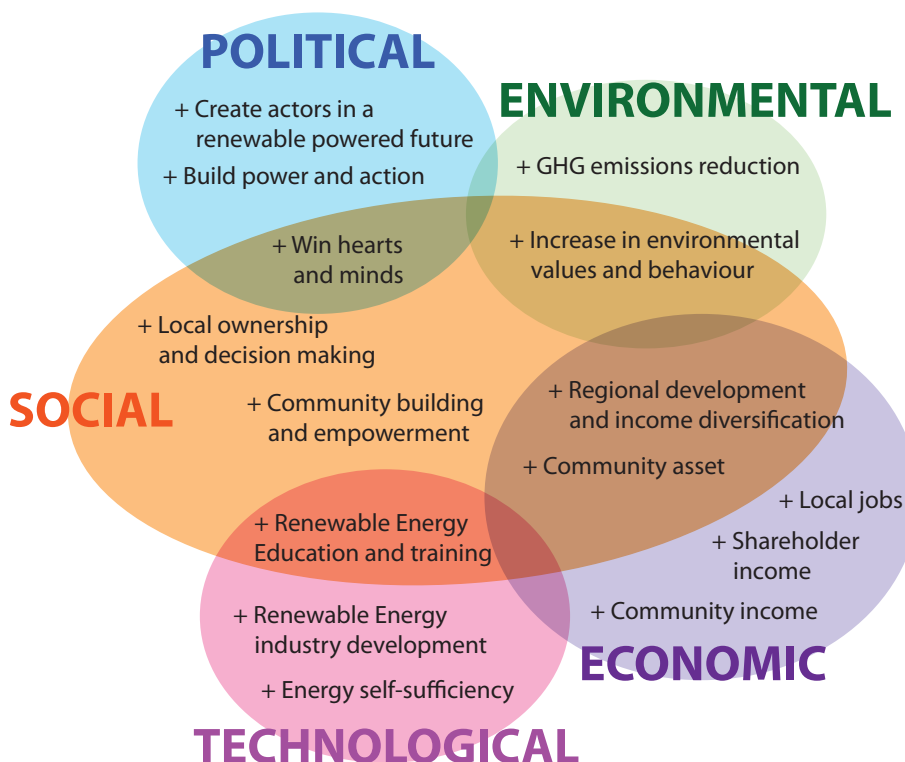 POLITICAL
+ Create actors in a
renewable powered future
+ Build power and action
ENVIRONMENTAL
+ GHG emissions reduction
+ Win hearts
and minds
+ Increase in environmental
values and behaviour
+ Local ownership
and decision making
SOCIAL
+ Community building
and empowerment
+ Regional development
and income diversification
+ Community asset
+ Local jobs
+ Shareholder
income
+ Community income
ECONOMIC
+ Renewable Energy
Education and training
+ Renewable Energy
industry development
+ Energy self-sufficiency
TECHNOLOGICAL